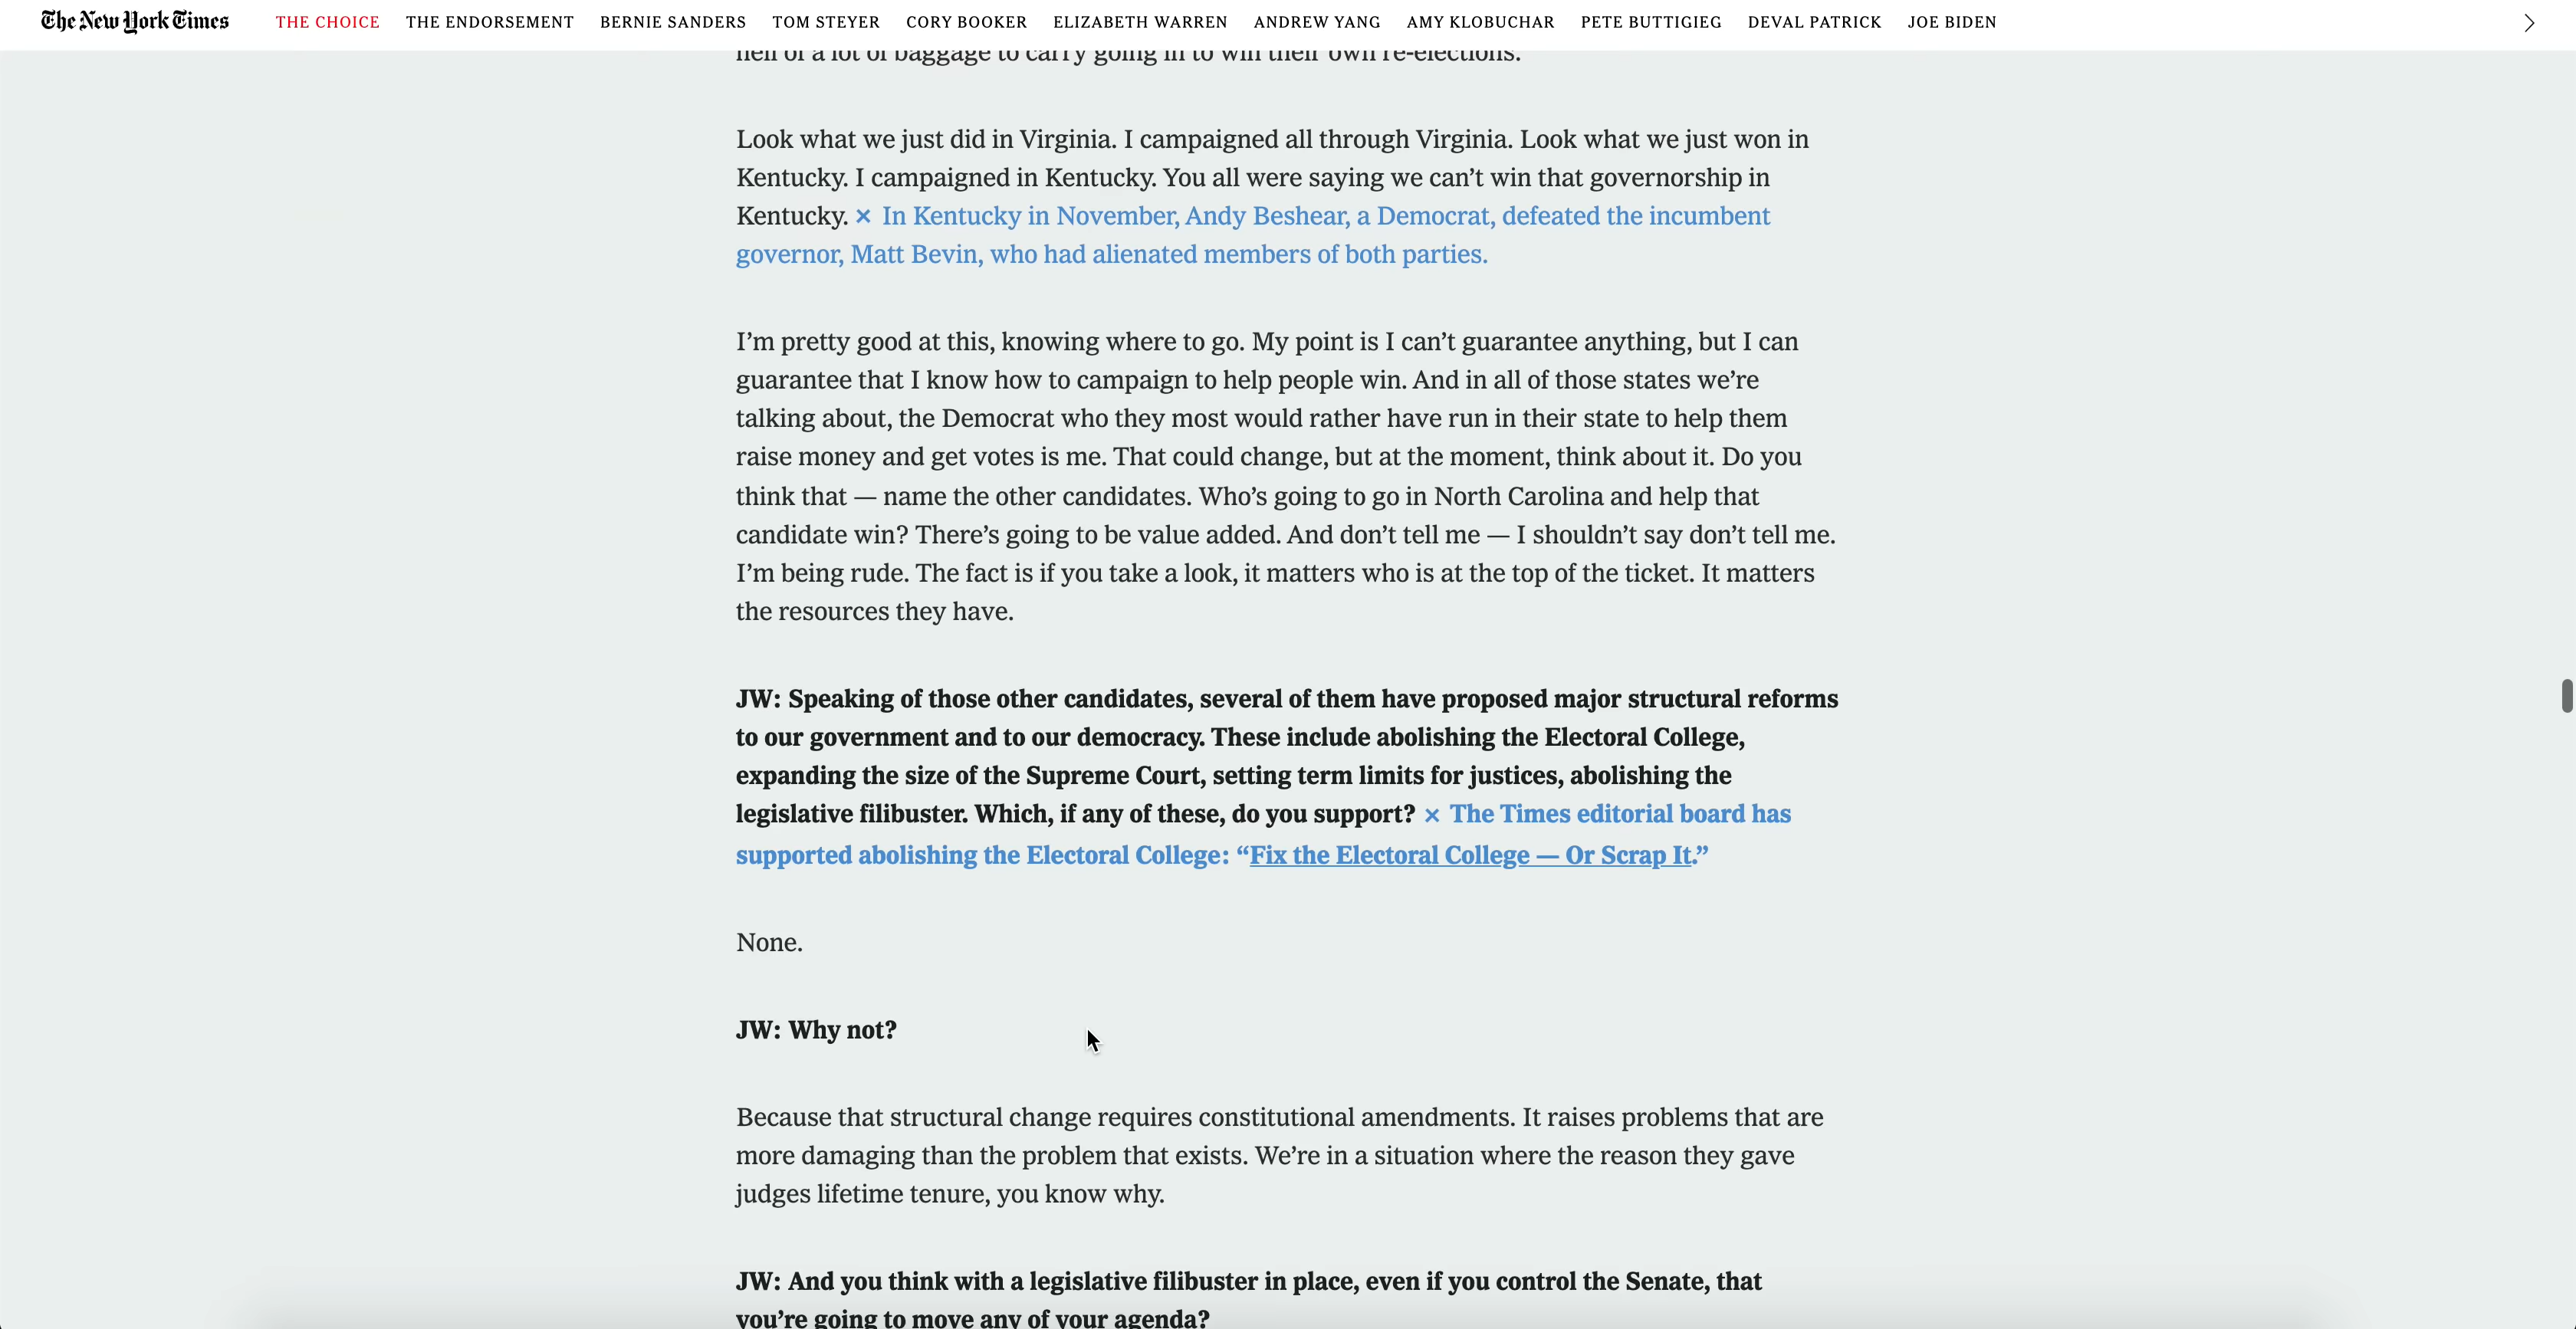 The New York Times THE CHOICE THE ENDORSEMENT BERNIE SANDERS TOM STEYER CORY BOOKER ELIZABETH WARREN ANDREW YANG AMY KLOBUCHAR PETE BUTTIGIEG DEVAL PATRICK JOE BIDEN
hell of a lot of baggage to carry going in to win their own re-elections.
Look what we just did in Virginia. I campaigned all through Virginia. Look what we just won in
Kentucky. I campaigned in Kentucky. You all were saying we can’t win that governorship in
Kentucky. × In Kentucky in November, Andy Beshear, a Democrat, defeated the incumbent
governor, Matt Bevin, who had alienated members of both parties.
I’m pretty good at this, knowing where to go. My point is I can’t guarantee anything, but I can
guarantee that I know how to campaign to help people win. And in all of those states we’re
talking about, the Democrat who they most would rather have run in their state to help them
raise money and get votes is me. That could change, but at the moment, think about it. Do you
think that — name the other candidates. Who’s going to go in North Carolina and help that
candidate win? There’s going to be value added. And don’t tell me — I shouldn’t say don’t tell me.
I’m being rude. The fact is if you take a look, it matters who is at the top of the ticket. It matters
the resources they have.
JW: Speaking of those other candidates, several of them have proposed major structural reforms
to our government and to our democracy. These include abolishing the Electoral College,
expanding the size of the Supreme Court, setting term limits for justices, abolishing the
legislative filibuster. Which, if any of these, do you support? × The Times editorial board has
supported abolishing the Electoral College: “Fix the Electoral College — Or Scrap It.”
None.
JW: Why not?
Because that structural change requires constitutional amendments. It raises problems that are
more damaging than the problem that exists. We’re in a situation where the reason they gave
judges lifetime tenure, you know why.
JW: And you think with a legislative filibuster in place, even if you control the Senate, that
you’re going to move any of your agenda?